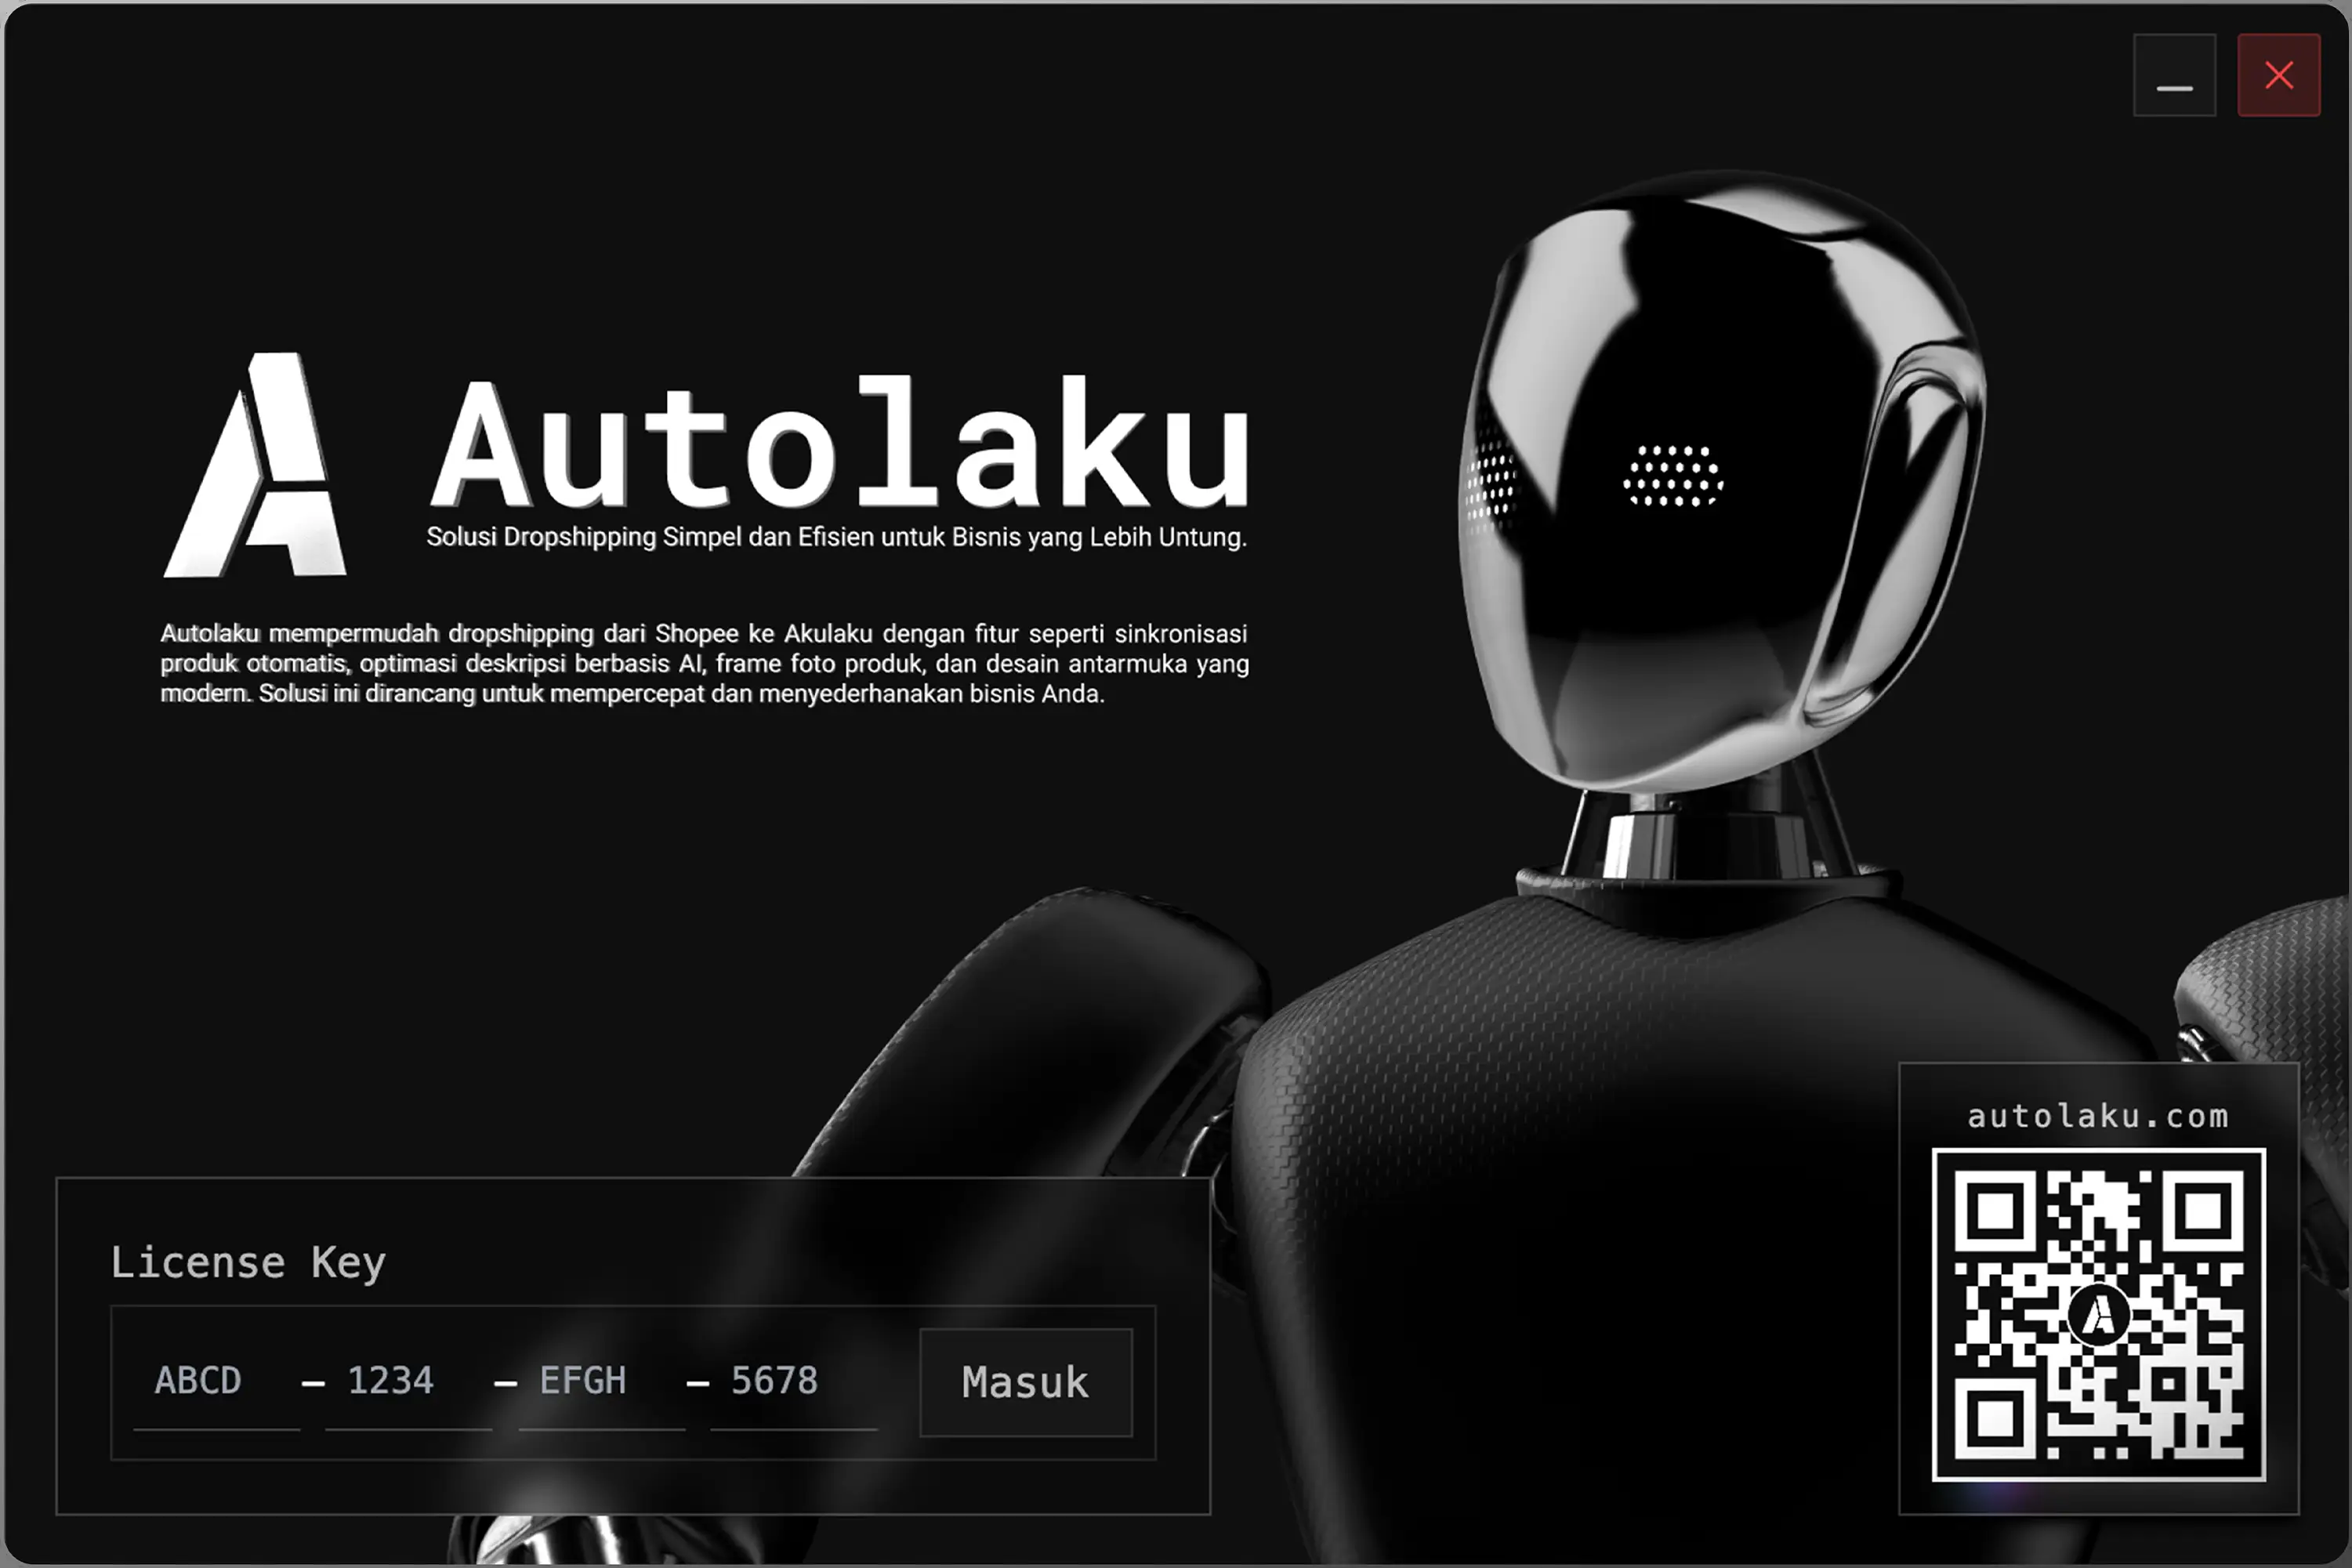 Autolaku
Solusi Dropshipping Simpel dan Efisien untuk Bisnis yang Lebih Untung.
Autolaku mempermudah dropshipping dari Shopee ke Akulaku dengan fitur seperti sinkronisasi
produk otomatis, optimasi deskripsi berbasis AI, frame foto produk, dan desain antarmuka yang
modern. Solusi ini dirancang untuk mempercepat dan menyederhanakan bisnis Anda.
License Key
ABCD – 1234 – EFGH – 5678
Masuk
autolaku.com